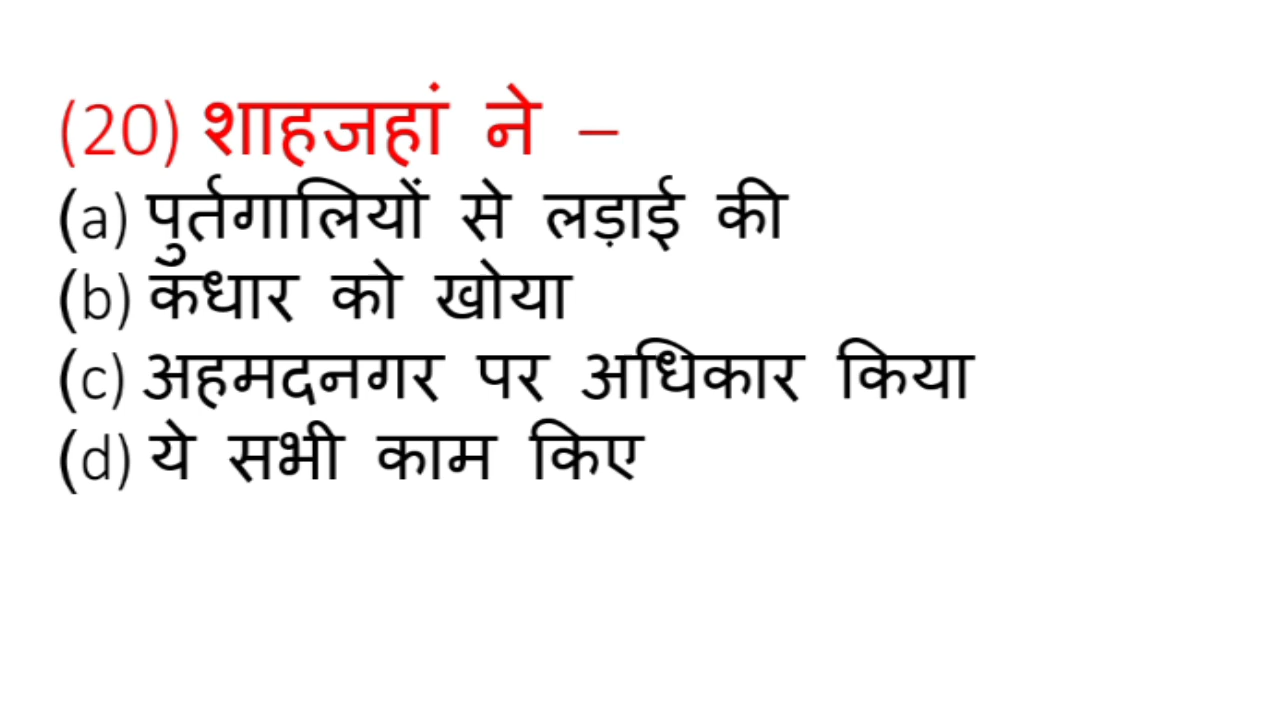 (20) शाहजहां ने –
(a) पुर्तगालियों से लड़ाई की
(b) कंधार को खोया
(c) अहमदनगर पर अधिकार किया
(d) ये सभी काम किए